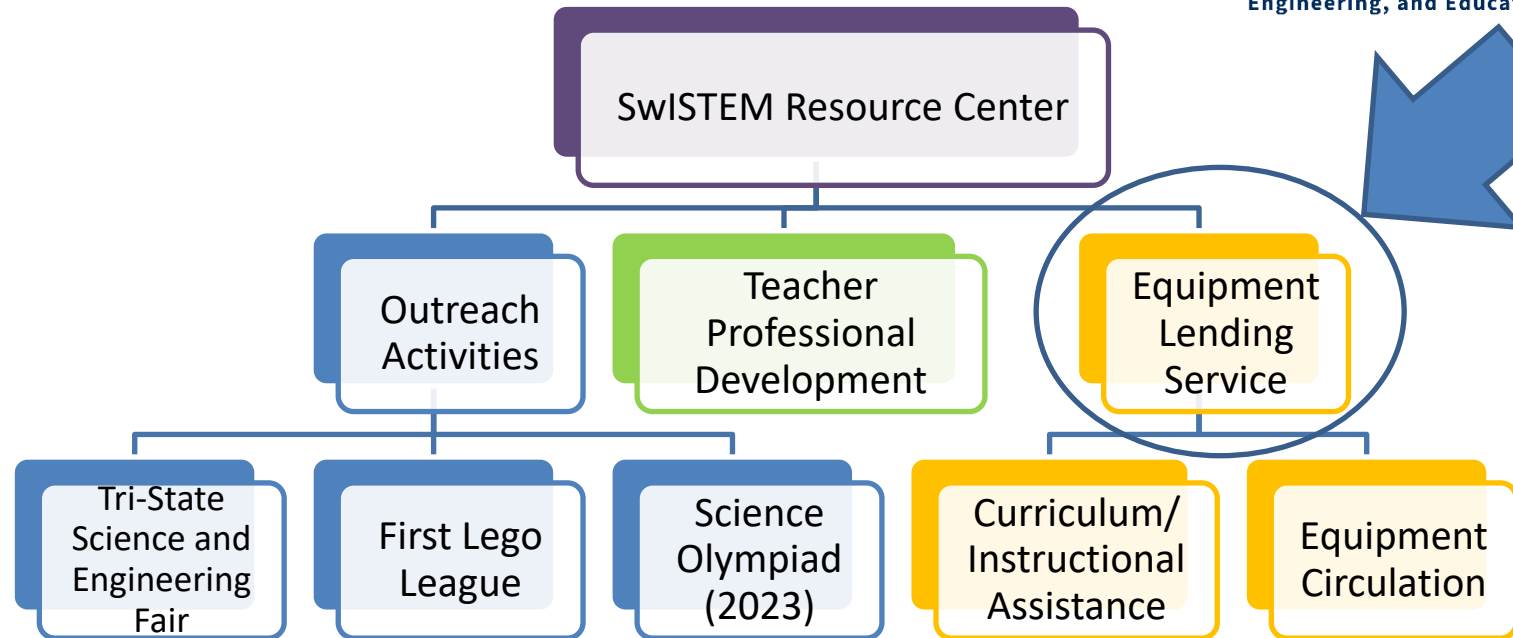 Engineering, and
SwISTEM Resource Center
Outreach
Activities
Teacher
Professional
Development
Equipment
Lending
Service
Tri-State
Science and
Engineering
Fair
First Lego
League
Science
Olympiad
(2023)
Curriculum/
Instructional
Assistance
Equipment
Circulation